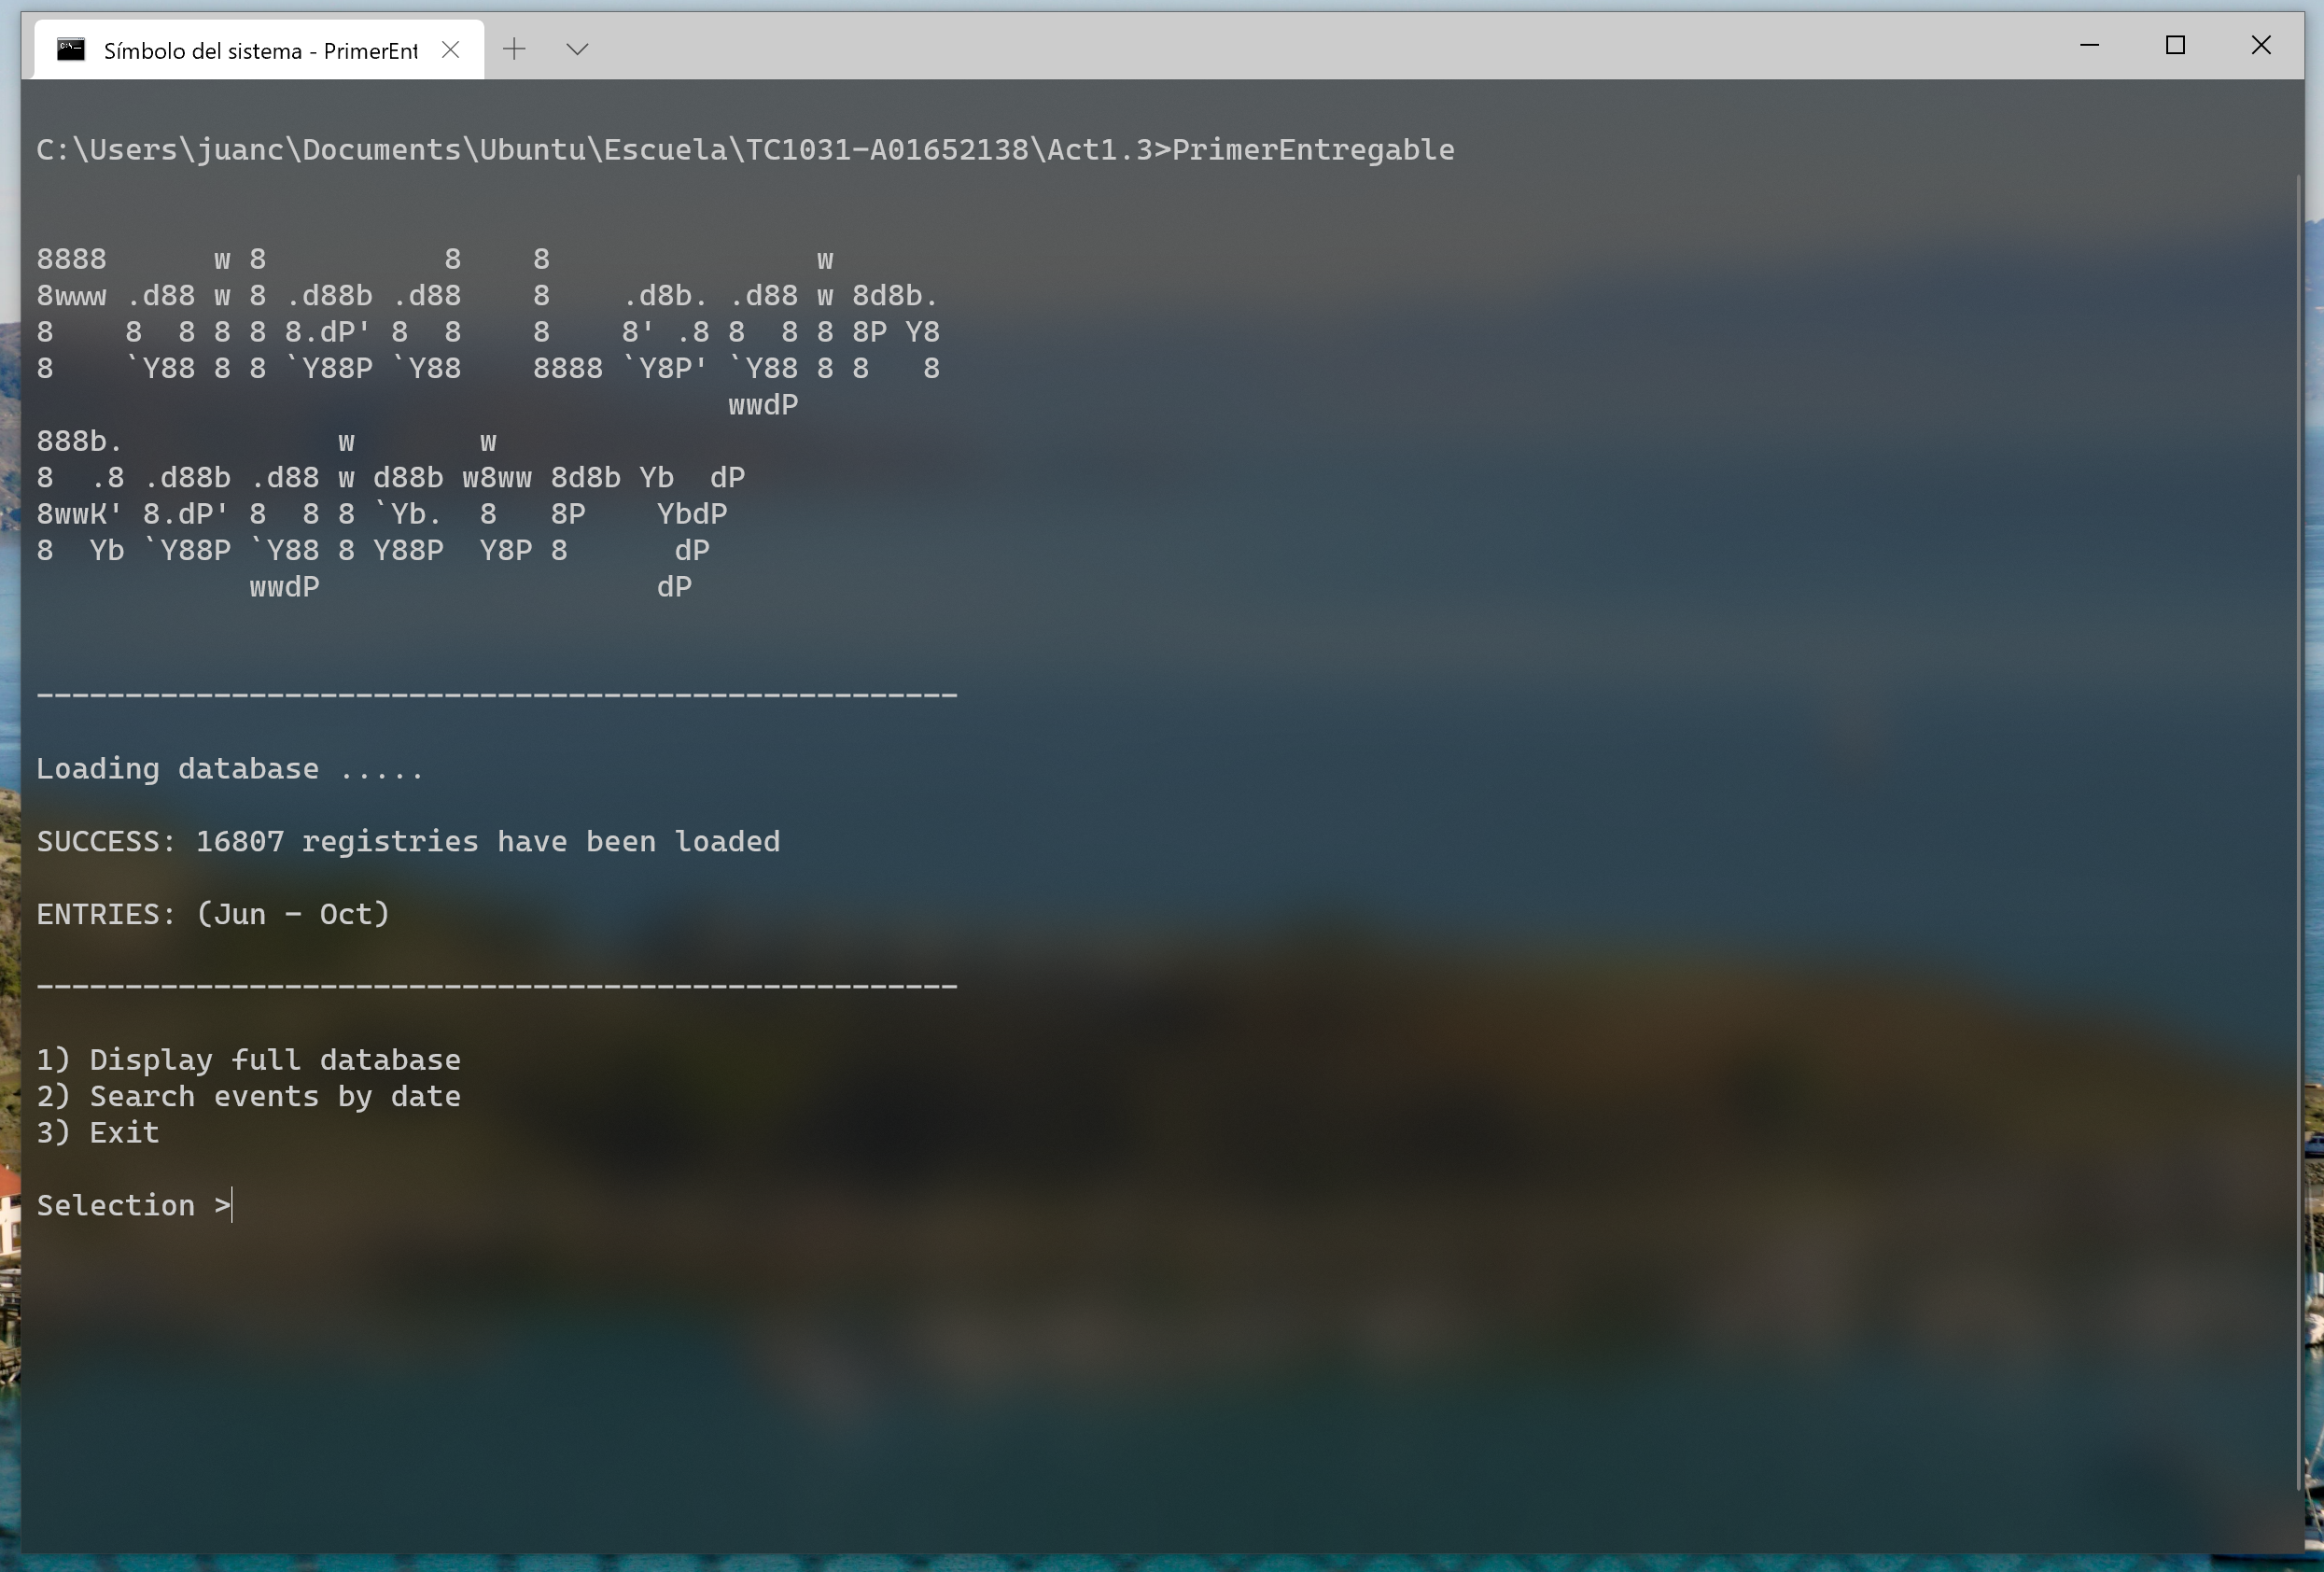 Símbolo del sistema - PrimerEnt
C:\Users\juanc\Documents\Ubuntu\Escuela\TC1031-A01652138\Act1.3>PrimerEntregable
8888      w 8          8    8               w
8www .d88 w 8 .d88b .d88    8    .d8b. .d88 w 8d8b.
8    8  8 8 8 8.dP' 8  8    8    8' .8 8  8 8 8P Y8
8    `Y88 8 8 `Y88P `Y88    8888 `Y8P' `Y88 8 8   8
                                       wwdP
888b.            w       w
8  .8 .d88b .d88 w d88b w8ww 8d8b Yb  dP
8wwK' 8.dP' 8  8 8 `Yb.  8   8P    YbdP
8  Yb `Y88P `Y88 8 Y88P  Y8P 8      dP
            wwdP                   dP
----------------------------------------------------
Loading database .....
SUCCESS: 16807 registries have been loaded
ENTRIES: (Jun - Oct)
----------------------------------------------------
1) Display full database
2) Search events by date
3) Exit
Selection >